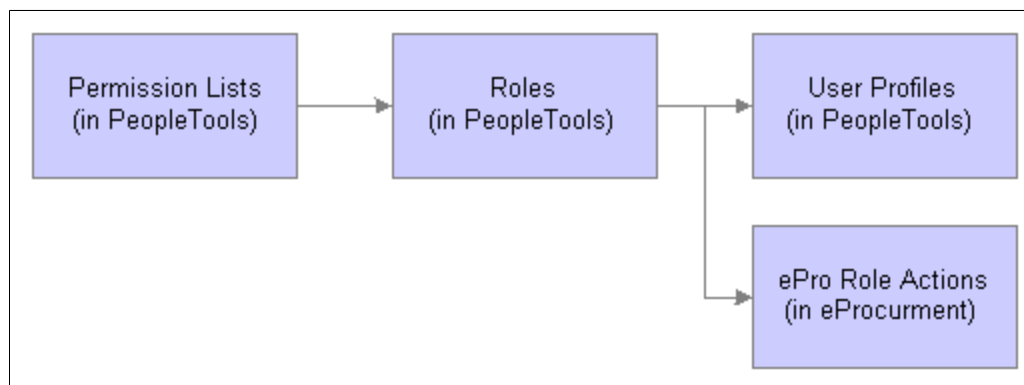 Permission Lists
(in PeopleTools)
Roles
(in PeopleTools)
User Profiles
(in PeopleTools)
ePro Role Actions
(in eProcurment)